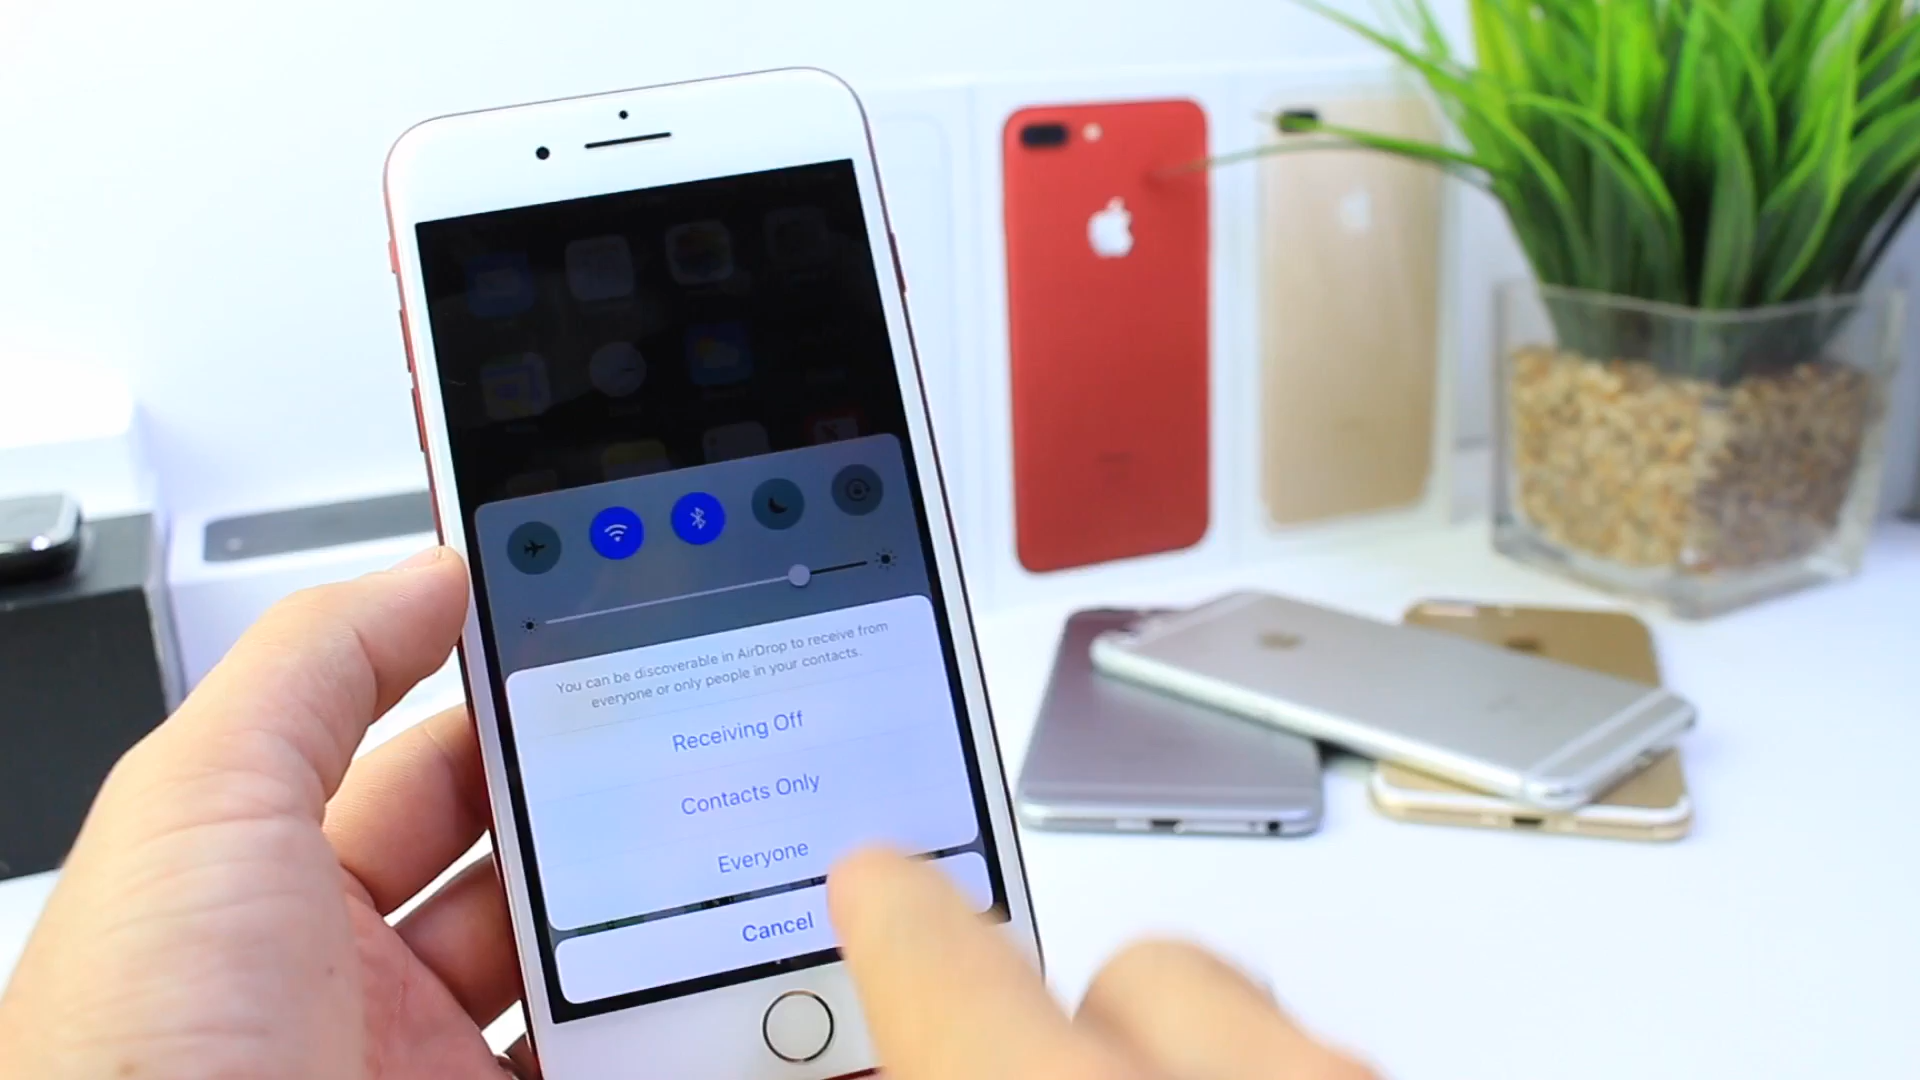 You can be discoverable in AirDrop to receive from
everyone or only people in your contacts.
Receiving Off
Contacts Only
Everyone
Cancel